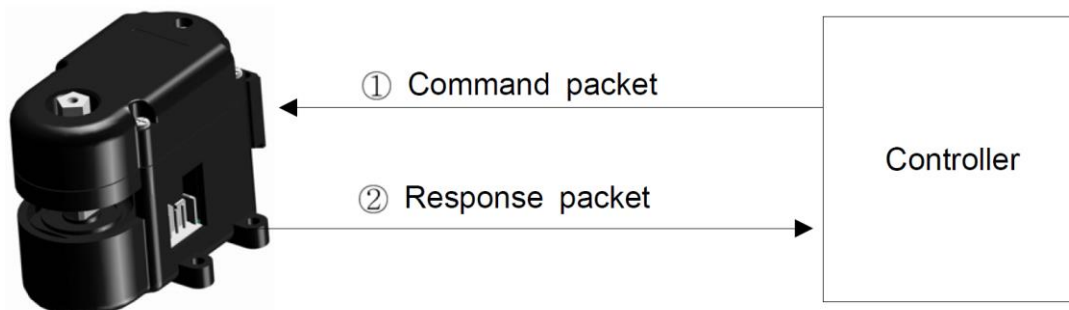 ① Command packet
② Response packet
Controller